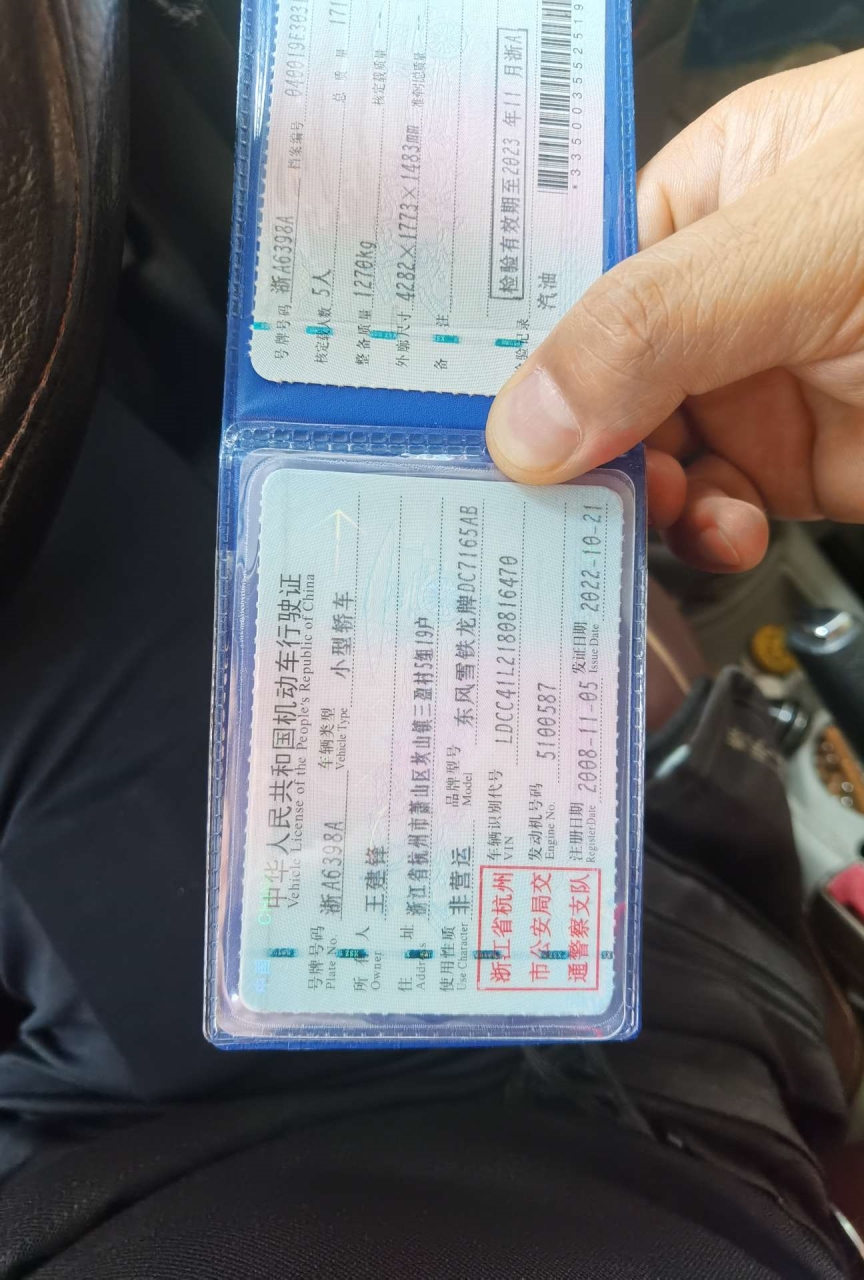 中华人民共和国机动车行驶证
Vehicle License of the People's Republic of China
号牌号码 浙A6398A 车辆类型 小型轿车
Plate No. Vehicle Type
所 人 王建锋
Owner
住 址 浙江省杭州市萧山区坎山镇三盈村5组19户
Address
使用性质 非营运 品牌型号 东风雪铁龙牌DC7165AB
Use Character Model
浙江省杭州
市公安局交
通警察支队
车辆识别代号 LDCC41L2180816470
VIN
发动机号码 5100587
Engine No.
注册日期 2008-11-05 发证日期 2022-10-21
Register Date Issue Date
号牌号码 浙A6398A 档案编号
核定 人数 5人 总质量
整备质量 1270kg 核定载质量 --
外廓尺寸 4282×1773×1483mm 准牵引总质量 --
备 注
检验有效期至2023年11月浙A
验记录 汽油
*3350003552519